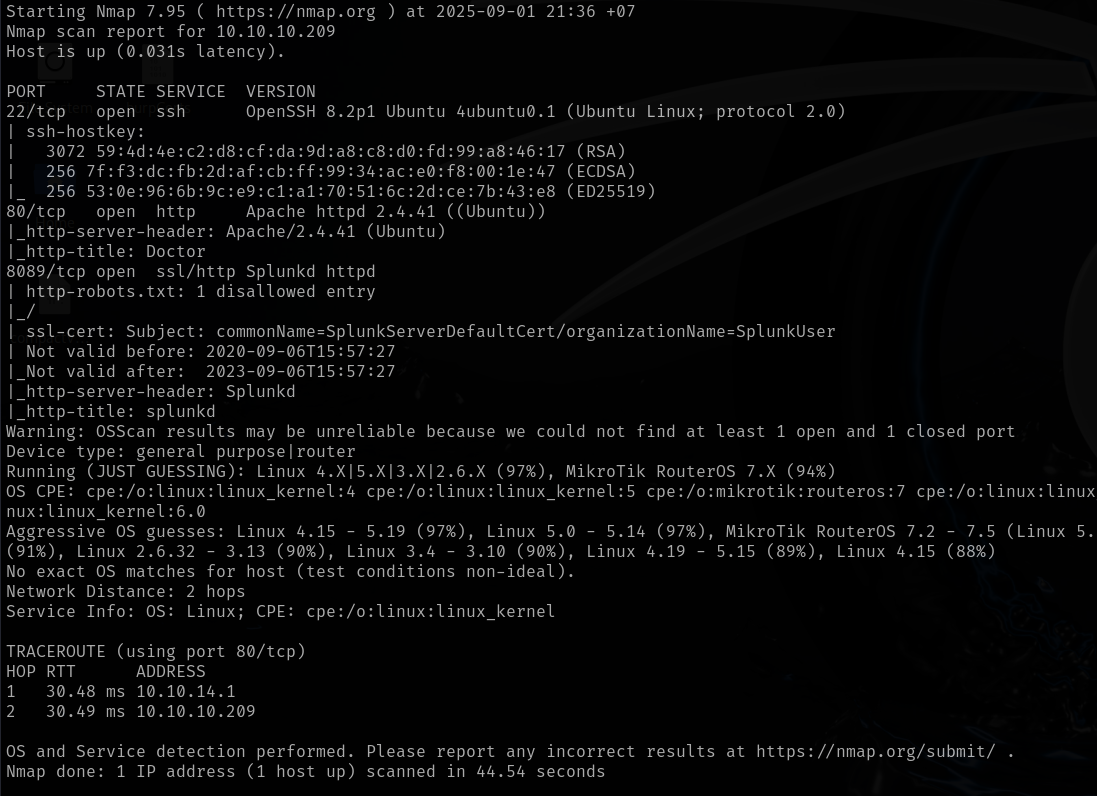 Starting Nmap 7.95 ( https://nmap.org ) at 2025-09-01 21:36 +07
Nmap scan report for 10.10.10.209
Host is up (0.031s latency).

PORT     STATE SERVICE  VERSION
22/tcp   open  ssh      OpenSSH 8.2p1 Ubuntu 4ubuntu0.1 (Ubuntu Linux; protocol 2.0)
| ssh-hostkey:
|   3072 59:4d:4e:c2:d8:cf:da:9d:a8:c8:d0:fd:99:a8:46:17 (RSA)
|   256 7f:f3:dc:fb:2d:af:cb:ff:99:34:ac:e0:f8:00:1e:47 (ECDSA)
|_  256 53:0e:96:6b:9c:e9:c1:a1:70:51:6c:2d:ce:7b:43:e8 (ED25519)
80/tcp   open  http     Apache httpd 2.4.41 ((Ubuntu))
|_http-server-header: Apache/2.4.41 (Ubuntu)
|_http-title: Doctor
8089/tcp open  ssl/http Splunkd httpd
| http-robots.txt: 1 disallowed entry
|_/
| ssl-cert: Subject: commonName=SplunkServerDefaultCert/organizationName=SplunkUser
| Not valid before: 2020-09-06T15:57:27
|_Not valid after:  2023-09-06T15:57:27
|_http-server-header: Splunkd
|_http-title: splunkd
Warning: OSScan results may be unreliable because we could not find at least 1 open and 1 closed port
Device type: general purpose|router
Running (JUST GUESSING): Linux 4.X|5.X|3.X|2.6.X (97%), MikroTik RouterOS 7.X (94%)
OS CPE: cpe:/o:linux:linux_kernel:4 cpe:/o:linux:linux_kernel:5 cpe:/o:mikrotik:routeros:7 cpe:/o:linux:linux
nux:linux_kernel:6.0
Aggressive OS guesses: Linux 4.15 - 5.19 (97%), Linux 5.0 - 5.14 (97%), MikroTik RouterOS 7.2 - 7.5 (Linux 5.
(91%), Linux 2.6.32 - 3.13 (90%), Linux 3.4 - 3.10 (90%), Linux 4.19 - 5.15 (89%), Linux 4.15 (88%)
No exact OS matches for host (test conditions non-ideal).
Network Distance: 2 hops
Service Info: OS: Linux; CPE: cpe:/o:linux:linux_kernel

TRACEROUTE (using port 80/tcp)
HOP RTT      ADDRESS
1   30.48 ms 10.10.14.1
2   30.49 ms 10.10.10.209

OS and Service detection performed. Please report any incorrect results at https://nmap.org/submit/ .
Nmap done: 1 IP address (1 host up) scanned in 44.54 seconds